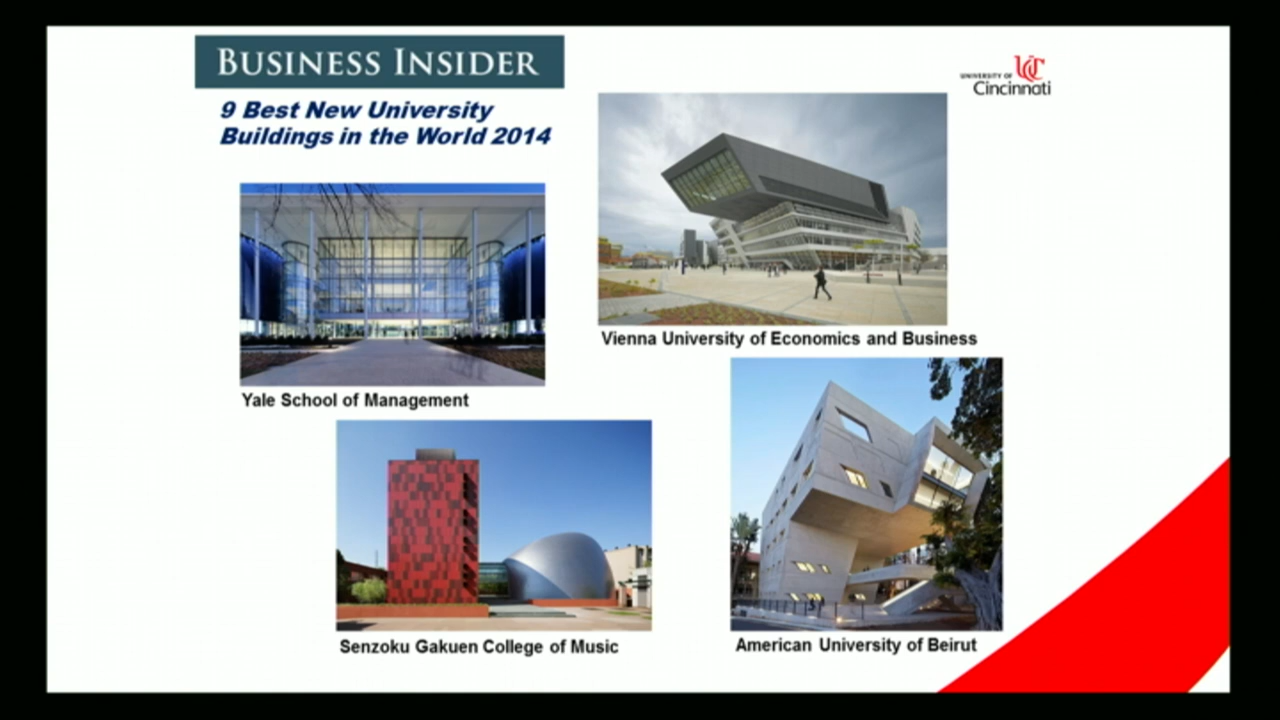 BUSINESS INSIDER
9 Best New University
Buildings in the World 2014
UNIVERSITY OF
UC
Cincinnati
Vienna University of Economics and Business
Yale School of Management
Senzoku Gakuen College of Music
American University of Beirut